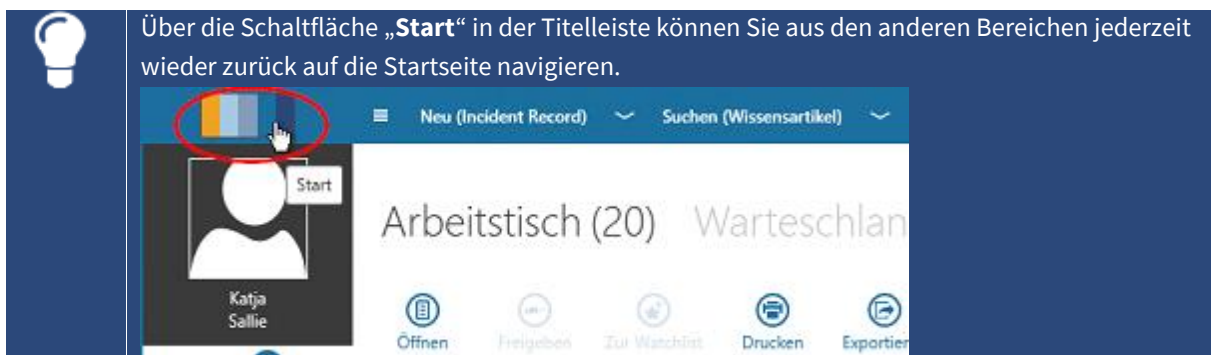 Über die Schaltfläche „Start“ in der Titelleiste können Sie aus den anderen Bereichen jederzeit
wieder zurück auf die Startseite navigieren.
Neu (Incident Record) Suchen (Wissensartikel)
Start
Arbeitstisch (20) Warteschlan
Katja
Sallie
Öffnen Freigeben Zur Watchlist Drucken Exportier